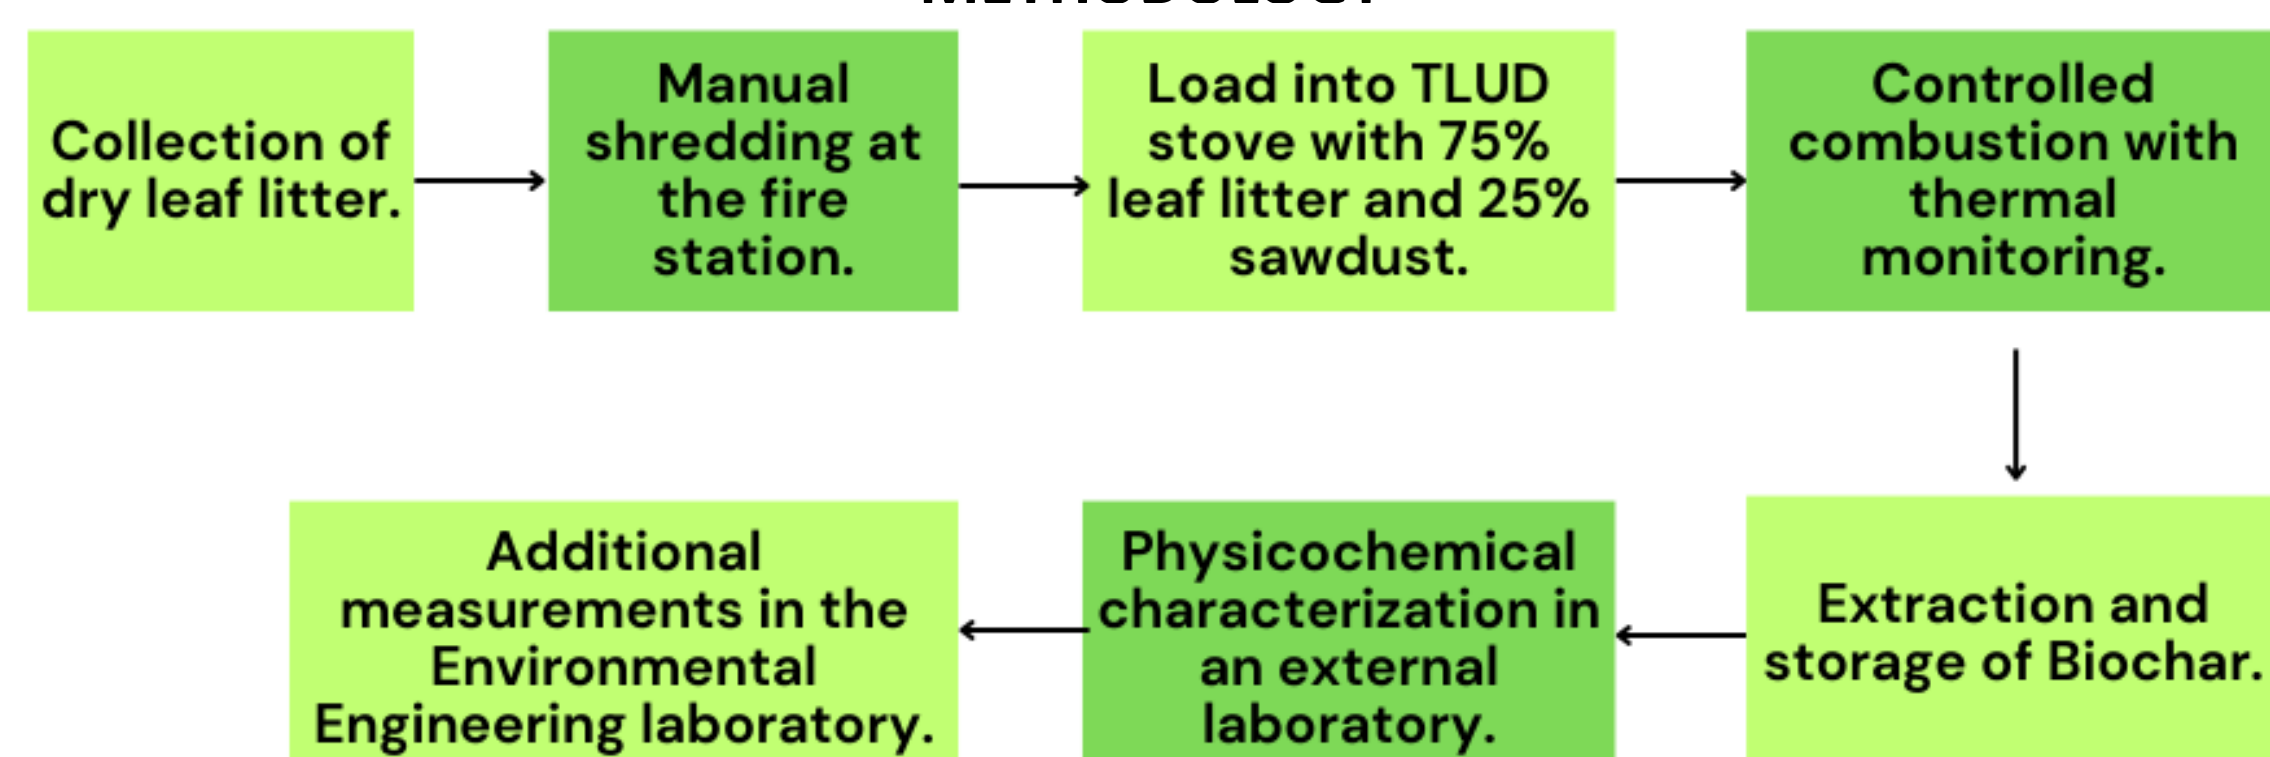 METHODOLOGY
Collection of
dry leaf litter.
Manual
shredding at
the fire
station.
Load into TLUD
stove with 75%
leaf litter and 25%
sawdust.
Controlled
combustion with
thermal
monitoring.
Extraction and
storage of Biochar.
Physicochemical
characterization in
an external
laboratory.
Additional
measurements in the
Environmental
Engineering laboratory.